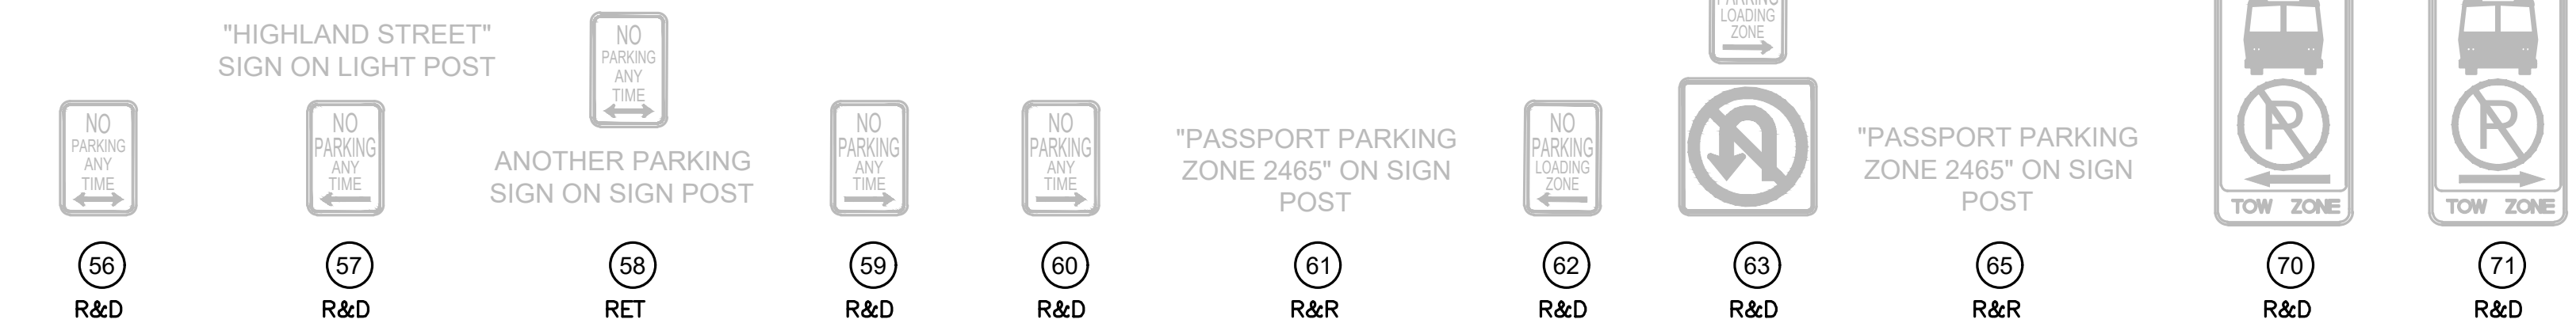 "HIGHLAND STREET"
SIGN ON LIGHT POST
NO
PARKING
ANY
TIME
56
R&D
NO
PARKING
ANY
TIME
57
R&D
NO
PARKING
ANY
TIME
ANOTHER PARKING
SIGN ON SIGN POST
58
RET
NO
PARKING
ANY
TIME
59
R&D
NO
PARKING
ANY
TIME
60
R&D
"PASSPORT PARKING
ZONE 2465" ON SIGN
POST
61
R&R
NO
PARKING
LOADING
ZONE
62
R&D
PARKING
LOADING
ZONE
63
R&D
"PASSPORT PARKING
ZONE 2465" ON SIGN
POST
65
R&R
P
TOW ZONE
70
R&D
P
TOW ZONE
71
R&D